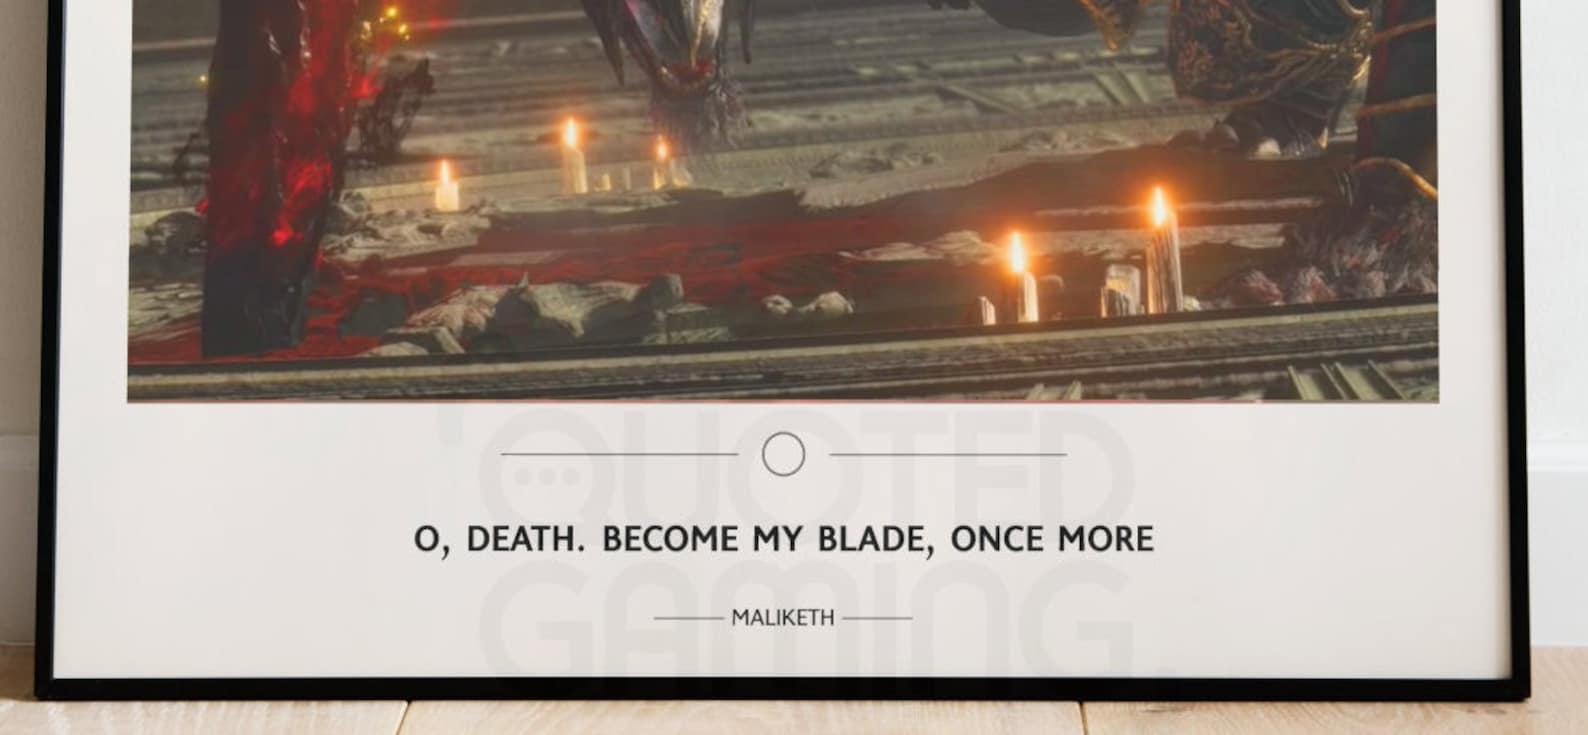 QUOTED
O, DEATH. BECOME MY BLADE, ONCE MORE
GAMING
MALIKETH